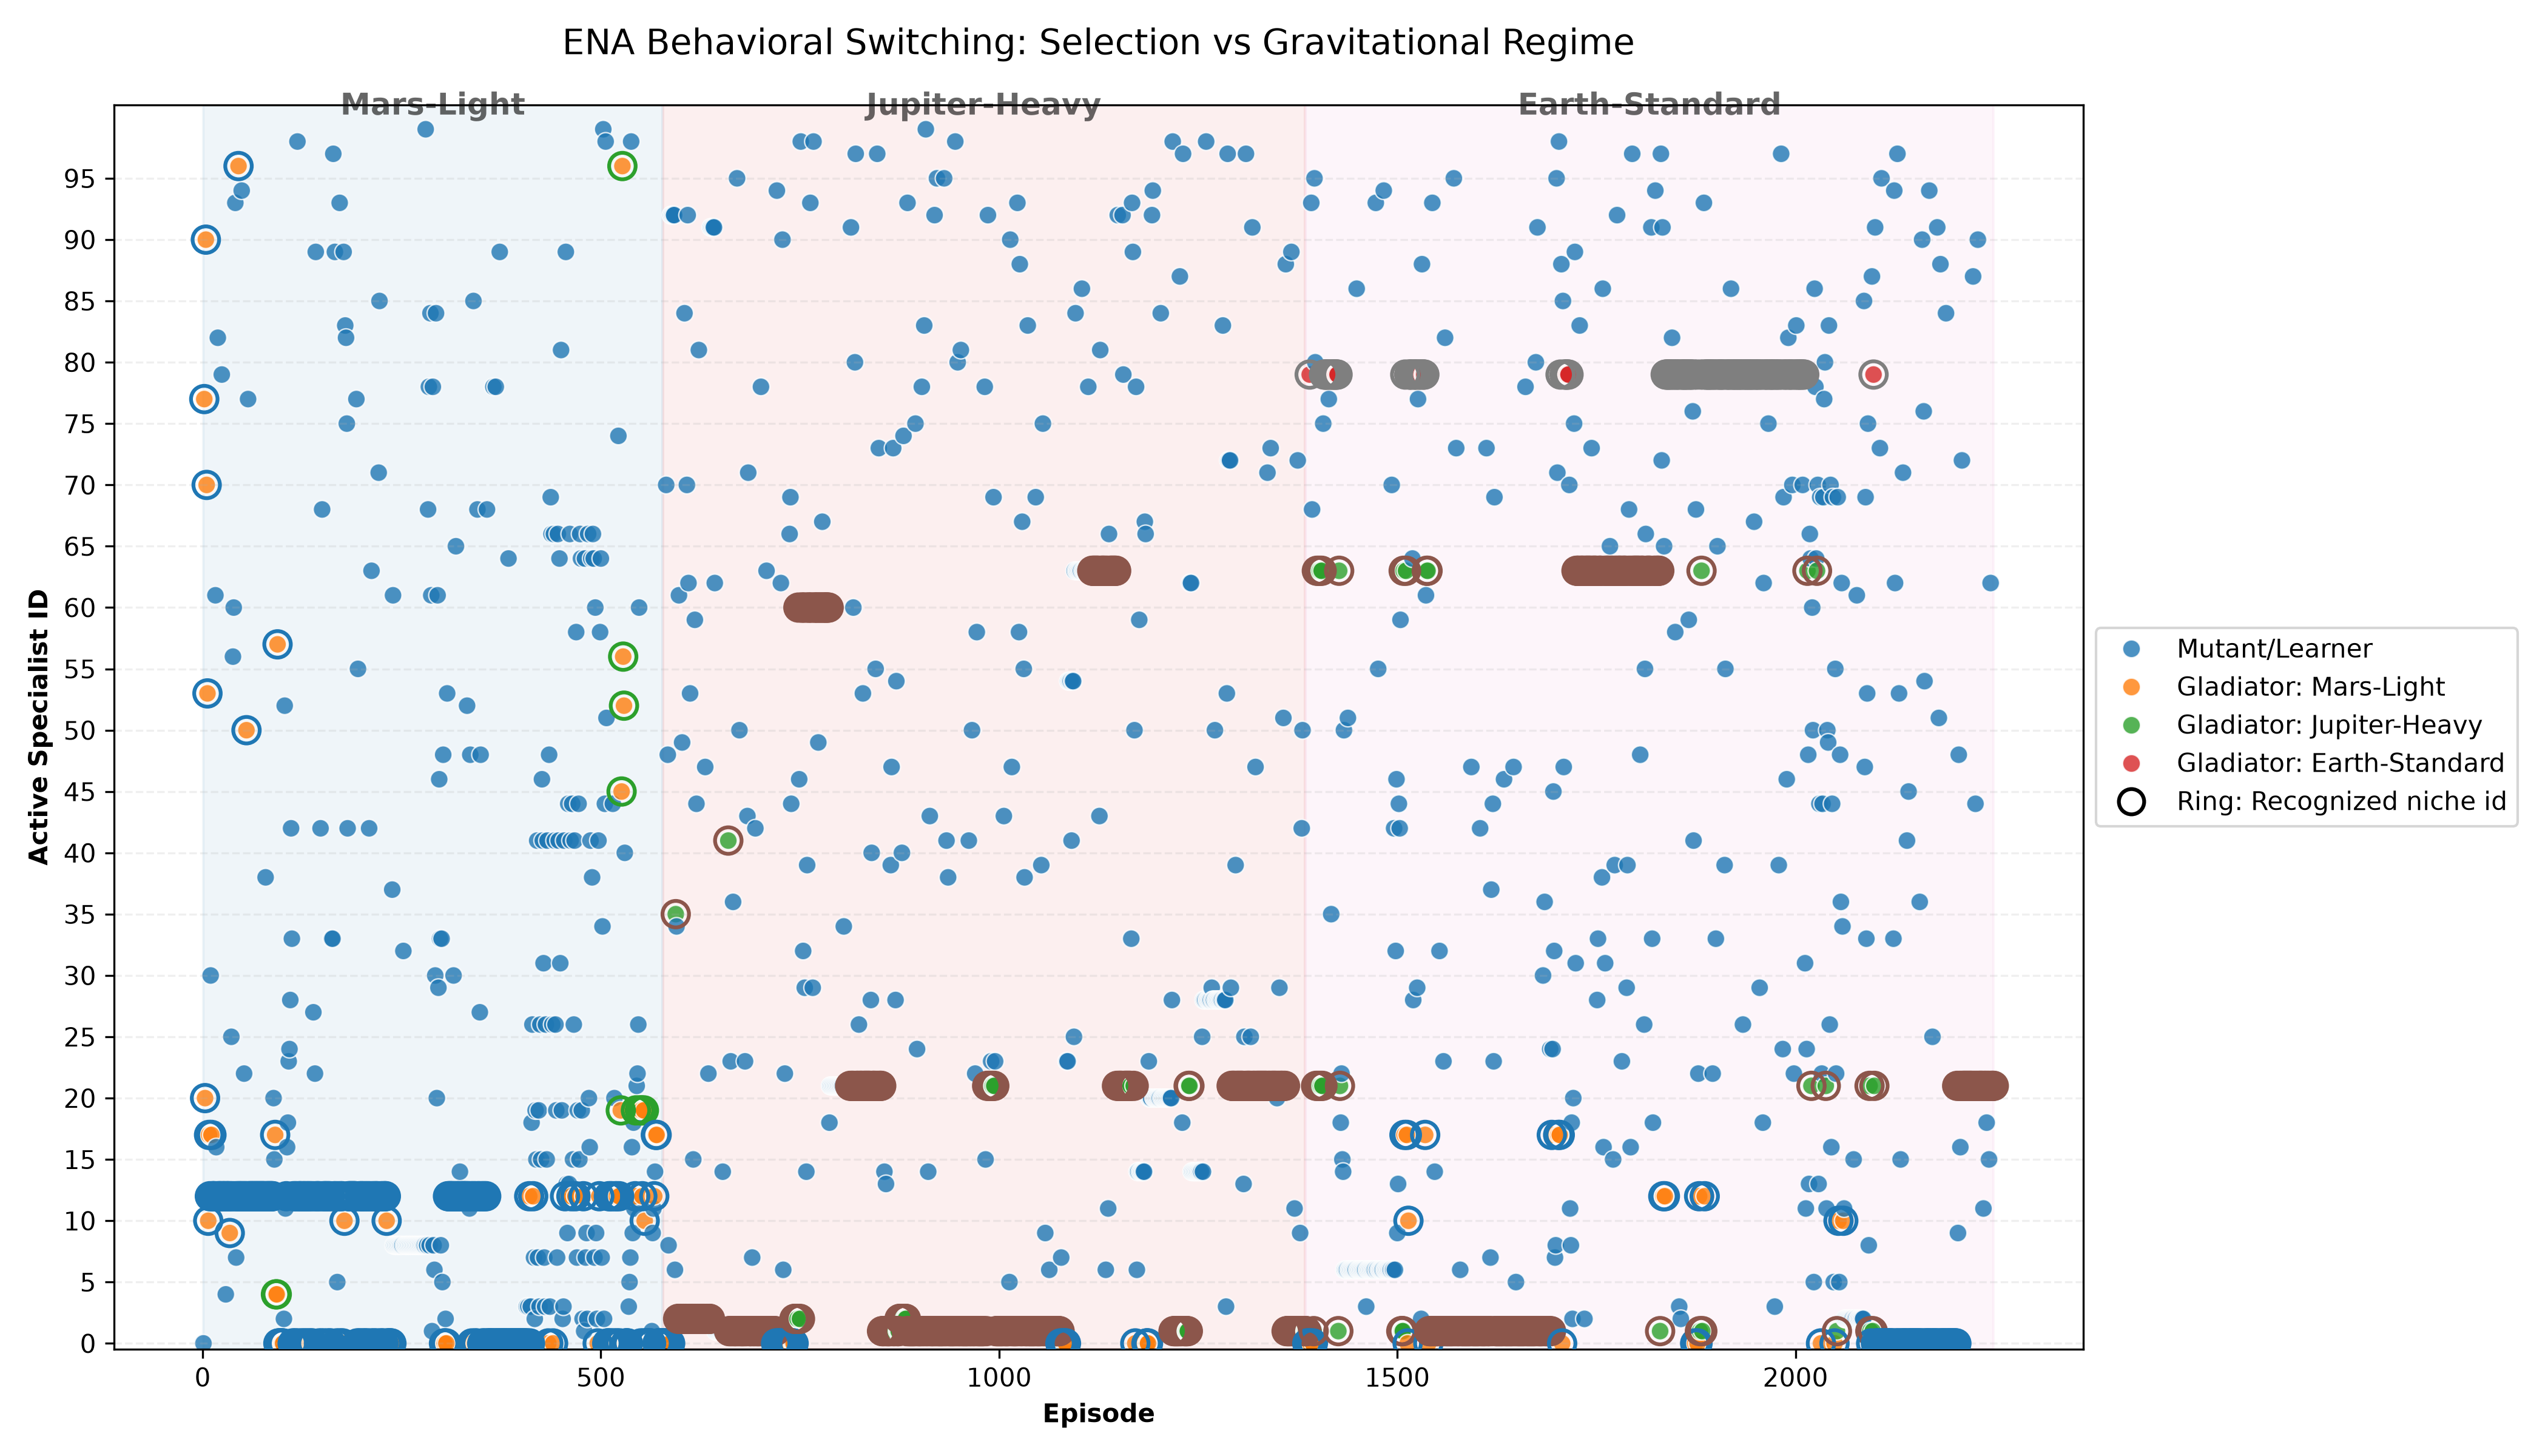 ENA Behavioral Switching: Selection vs Gravitational Regime
Mars-Light
Jupiter-Heavy
Earth-Standard
Active Specialist ID
95
90
85
80
75
70
65
60
55
50
45
40
35
30
25
20
15
10
5
0
0
500
1000
1500
2000
Episode
Mutant/Learner
Gladiator: Mars-Light
Gladiator: Jupiter-Heavy
Gladiator: Earth-Standard
Ring: Recognized niche id